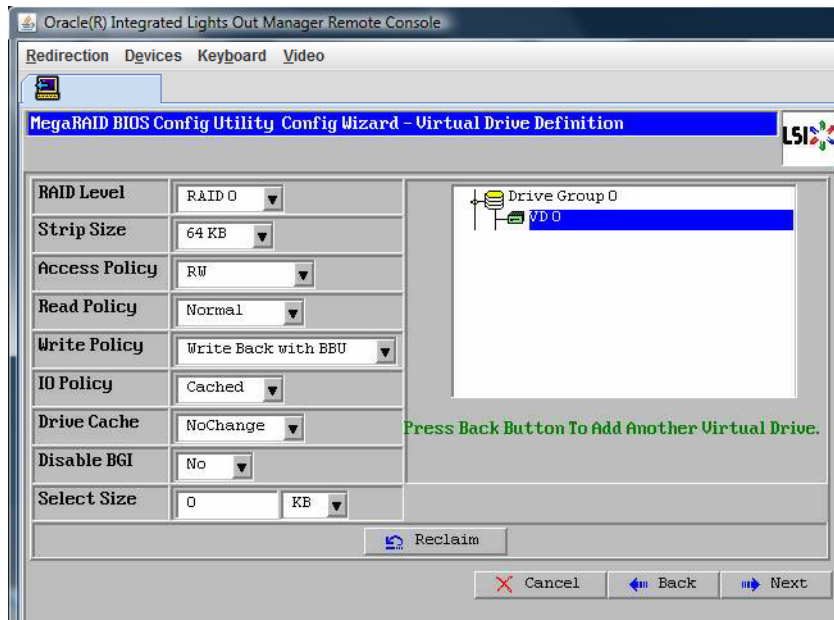 Oracle(R) Integrated Lights Out Manager Remote Console
Redirection Devices Keyboard Video
MegaRAID BIOS Config Utility Config Wizard - Virtual Drive Definition
LSI
RAID Level RAID 0
Strip Size 64 KB
Access Policy RW
Read Policy Normal
Write Policy Write Back with BBU
IO Policy Cached
Drive Cache NoChange
Disable BGI No
Select Size 0 KB
Drive Group 0
VD 0
Press Back Button To Add Another Virtual Drive.
Reclaim
Cancel Back Next